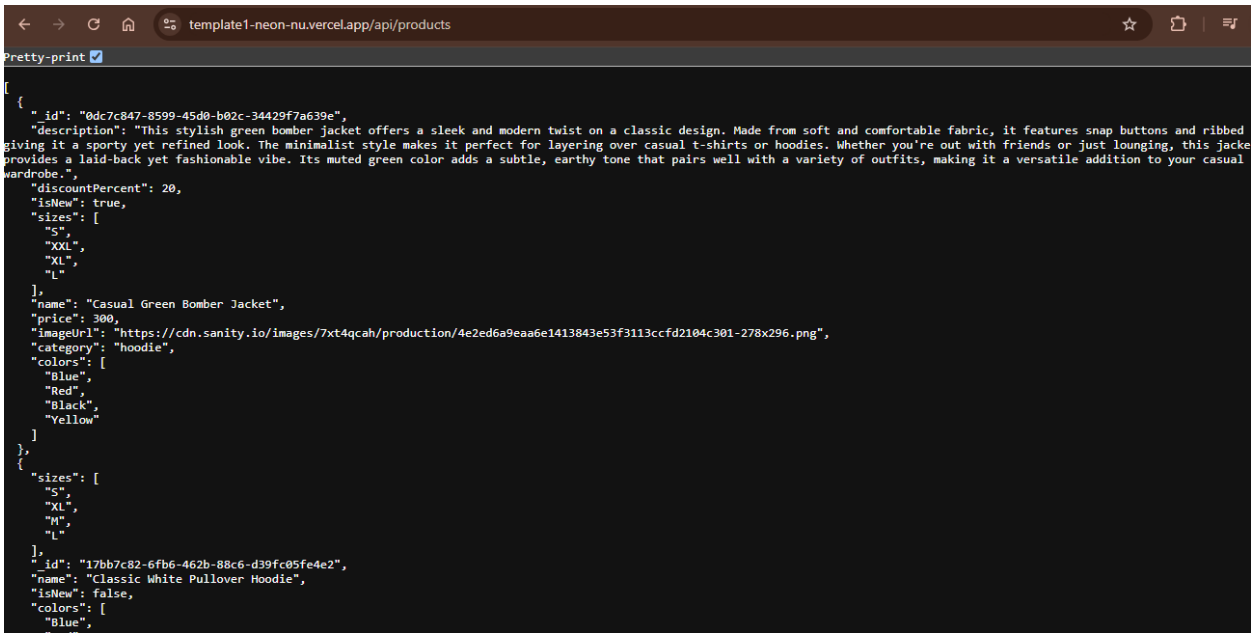 template1-neon-nu.vercel.app/api/products
Pretty-print
[
  {
    "_id": "0dc7c847-8599-45d0-b02c-34429f7a639e",
    "description": "This stylish green bomber jacket offers a sleek and modern twist on a classic design. Made from soft and comfortable fabric, it features snap buttons and ribbed
giving it a sporty yet refined look. The minimalist style makes it perfect for layering over casual t-shirts or hoodies. Whether you're out with friends or just lounging, this jacke
provides a laid-back yet fashionable vibe. Its muted green color adds a subtle, earthy tone that pairs well with a variety of outfits, making it a versatile addition to your casual
wardrobe.",
    "discountPercent": 20,
    "isNew": true,
    "sizes": [
      "S",
      "XXL",
      "XL",
      "L"
    ],
    "name": "Casual Green Bomber Jacket",
    "price": 300,
    "imageUrl": "https://cdn.sanity.io/images/7xt4qcah/production/4e2ed6a9eaa6e1413843e53f3113ccfd2104c301-278x296.png",
    "category": "hoodie",
    "colors": [
      "Blue",
      "Red",
      "Black",
      "Yellow"
    ]
  },
  {
    "sizes": [
      "S",
      "XL",
      "M",
      "L"
    ],
    "_id": "17bb7c82-6fb6-462b-88c6-d39fc05fe4e2",
    "name": "Classic White Pullover Hoodie",
    "isNew": false,
    "colors": [
      "Blue",